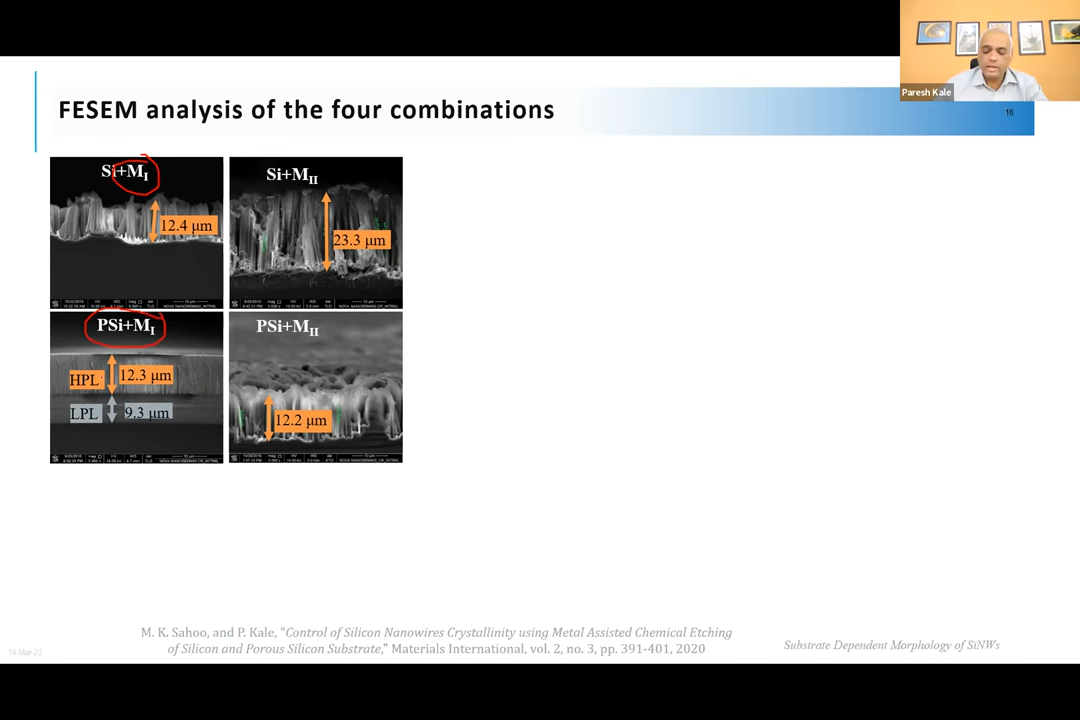 Paresh Kale
FESEM analysis of the four combinations
16
Si+MI
12.4 μm
Si+MII
23.3 μm
PSi+MI
HPL
12.3 μm
LPL
9.3 μm
PSi+MII
12.2 μm
M. K. Sahoo, and P. Kale, "Control of Silicon Nanowires Crystallinity using Metal Assisted Chemical Etching
of Silicon and Porous Silicon Substrate," Materials International, vol. 2, no. 3, pp. 391-401, 2020
Substrate Dependent Morphology of SiNWs
14-Mar-22